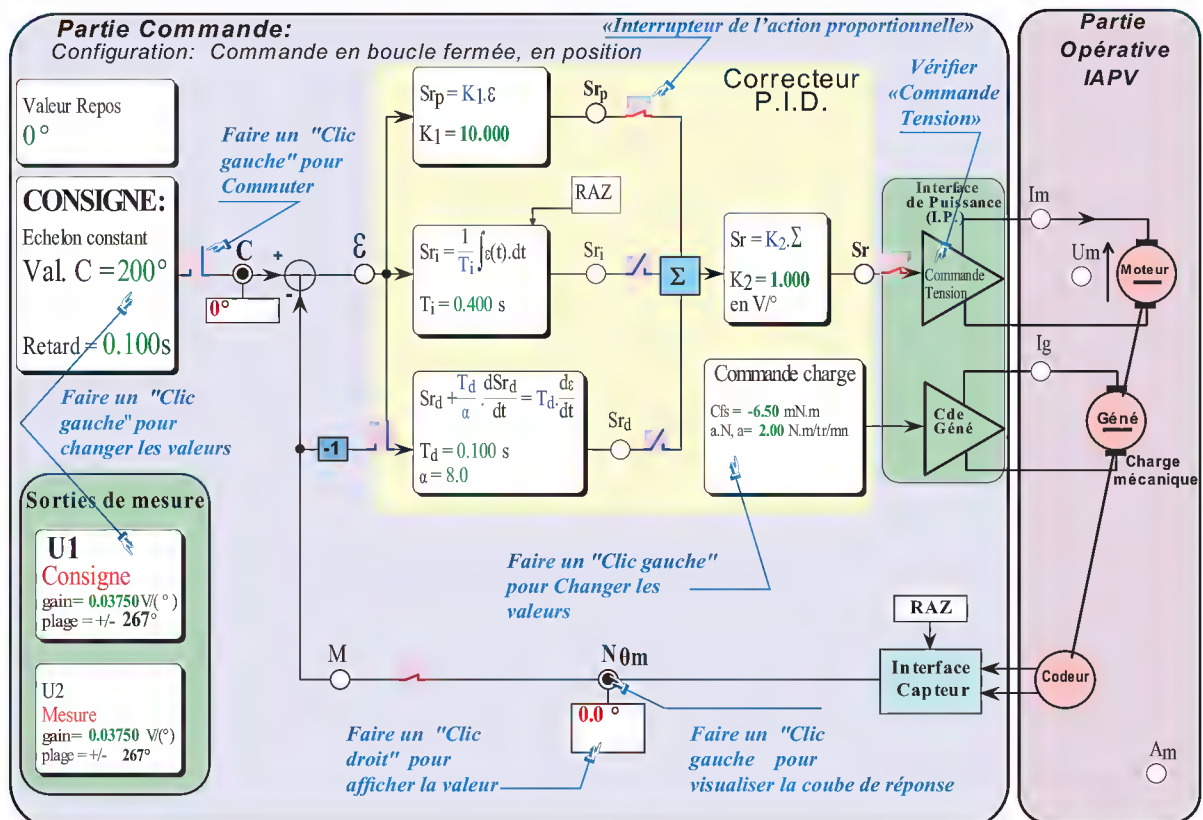 Partie Commande:
Configuration: Commande en boucle fermée, en position
«Interrupteur de l'action proportionnelle»
Partie
Opérative
IAPV
Valeur Repos
0°
Faire un "Clic
gauche" pour
Commuter
CONSIGNE:
Echelon constant
Val. C = 200°
Retard = 0.100s
C
0°
+
-
ε
Faire un "Clic
gauche" pour
changer les valeurs
Srp = K1.ε
K1 = 10.000
Srp
Correcteur
P.I.D.
Vérifier
«Commande
Tension»
RAZ
Sri = 1/Ti ∫ε(t).dt
Ti = 0.400 s
Sri
Σ
Sr = K2.Σ
K2 = 1.000
en V/°
Sr
Interface
de Puissance
(I.P.)
Commande
Tension
Im
Um
Moteur
-1
Srd + Td/α . dSrd/dt = Td. dε/dt
Td = 0.100 s
α = 8.0
Srd
Commande charge
Cfs = -6.50 mN.m
a.N, a= 2.00 N.m/tr/mn
Cde
Géné
Ig
Géné
Charge
mécanique
Sorties de mesure
U1
Consigne
gain= 0.03750 V/( ° )
plage = +/- 267°
U2
Mesure
gain= 0.03750 V/(°)
plage = +/- 267°
Faire un "Clic gauche"
pour Changer les
valeurs
M
N θm
0.0 °
RAZ
Interface
Capteur
Codeur
Faire un "Clic
droit" pour
afficher la valeur
Faire un "Clic
gauche pour
visualiser la coube de réponse
Am